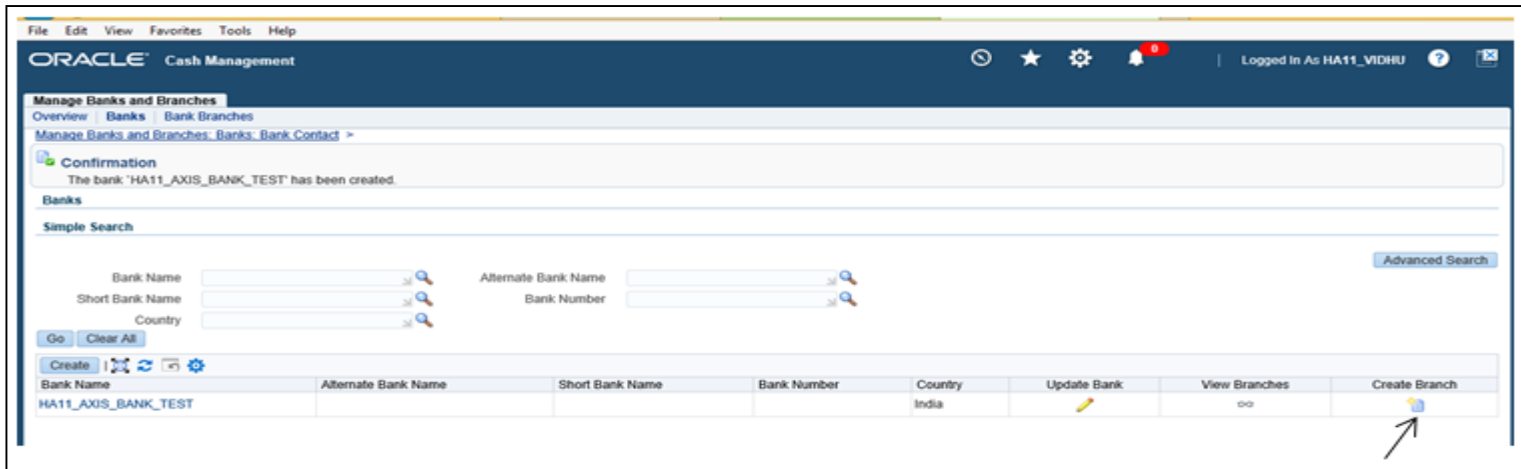 File Edit View Favorites Tools Help
ORACLE Cash Management 0 | Logged In As HA11_VIDHU ?
Manage Banks and Branches
Overview | Banks | Bank Branches
Manage Banks and Branches: Banks: Bank Contact >
Confirmation
The bank 'HA11_AXIS_BANK_TEST' has been created.
Banks
Simple Search
Advanced Search
Bank Name Alternate Bank Name
Short Bank Name Bank Number
Country
Go Clear All
Create |
Bank Name Alternate Bank Name Short Bank Name Bank Number Country Update Bank View Branches Create Branch
HA11_AXIS_BANK_TEST India